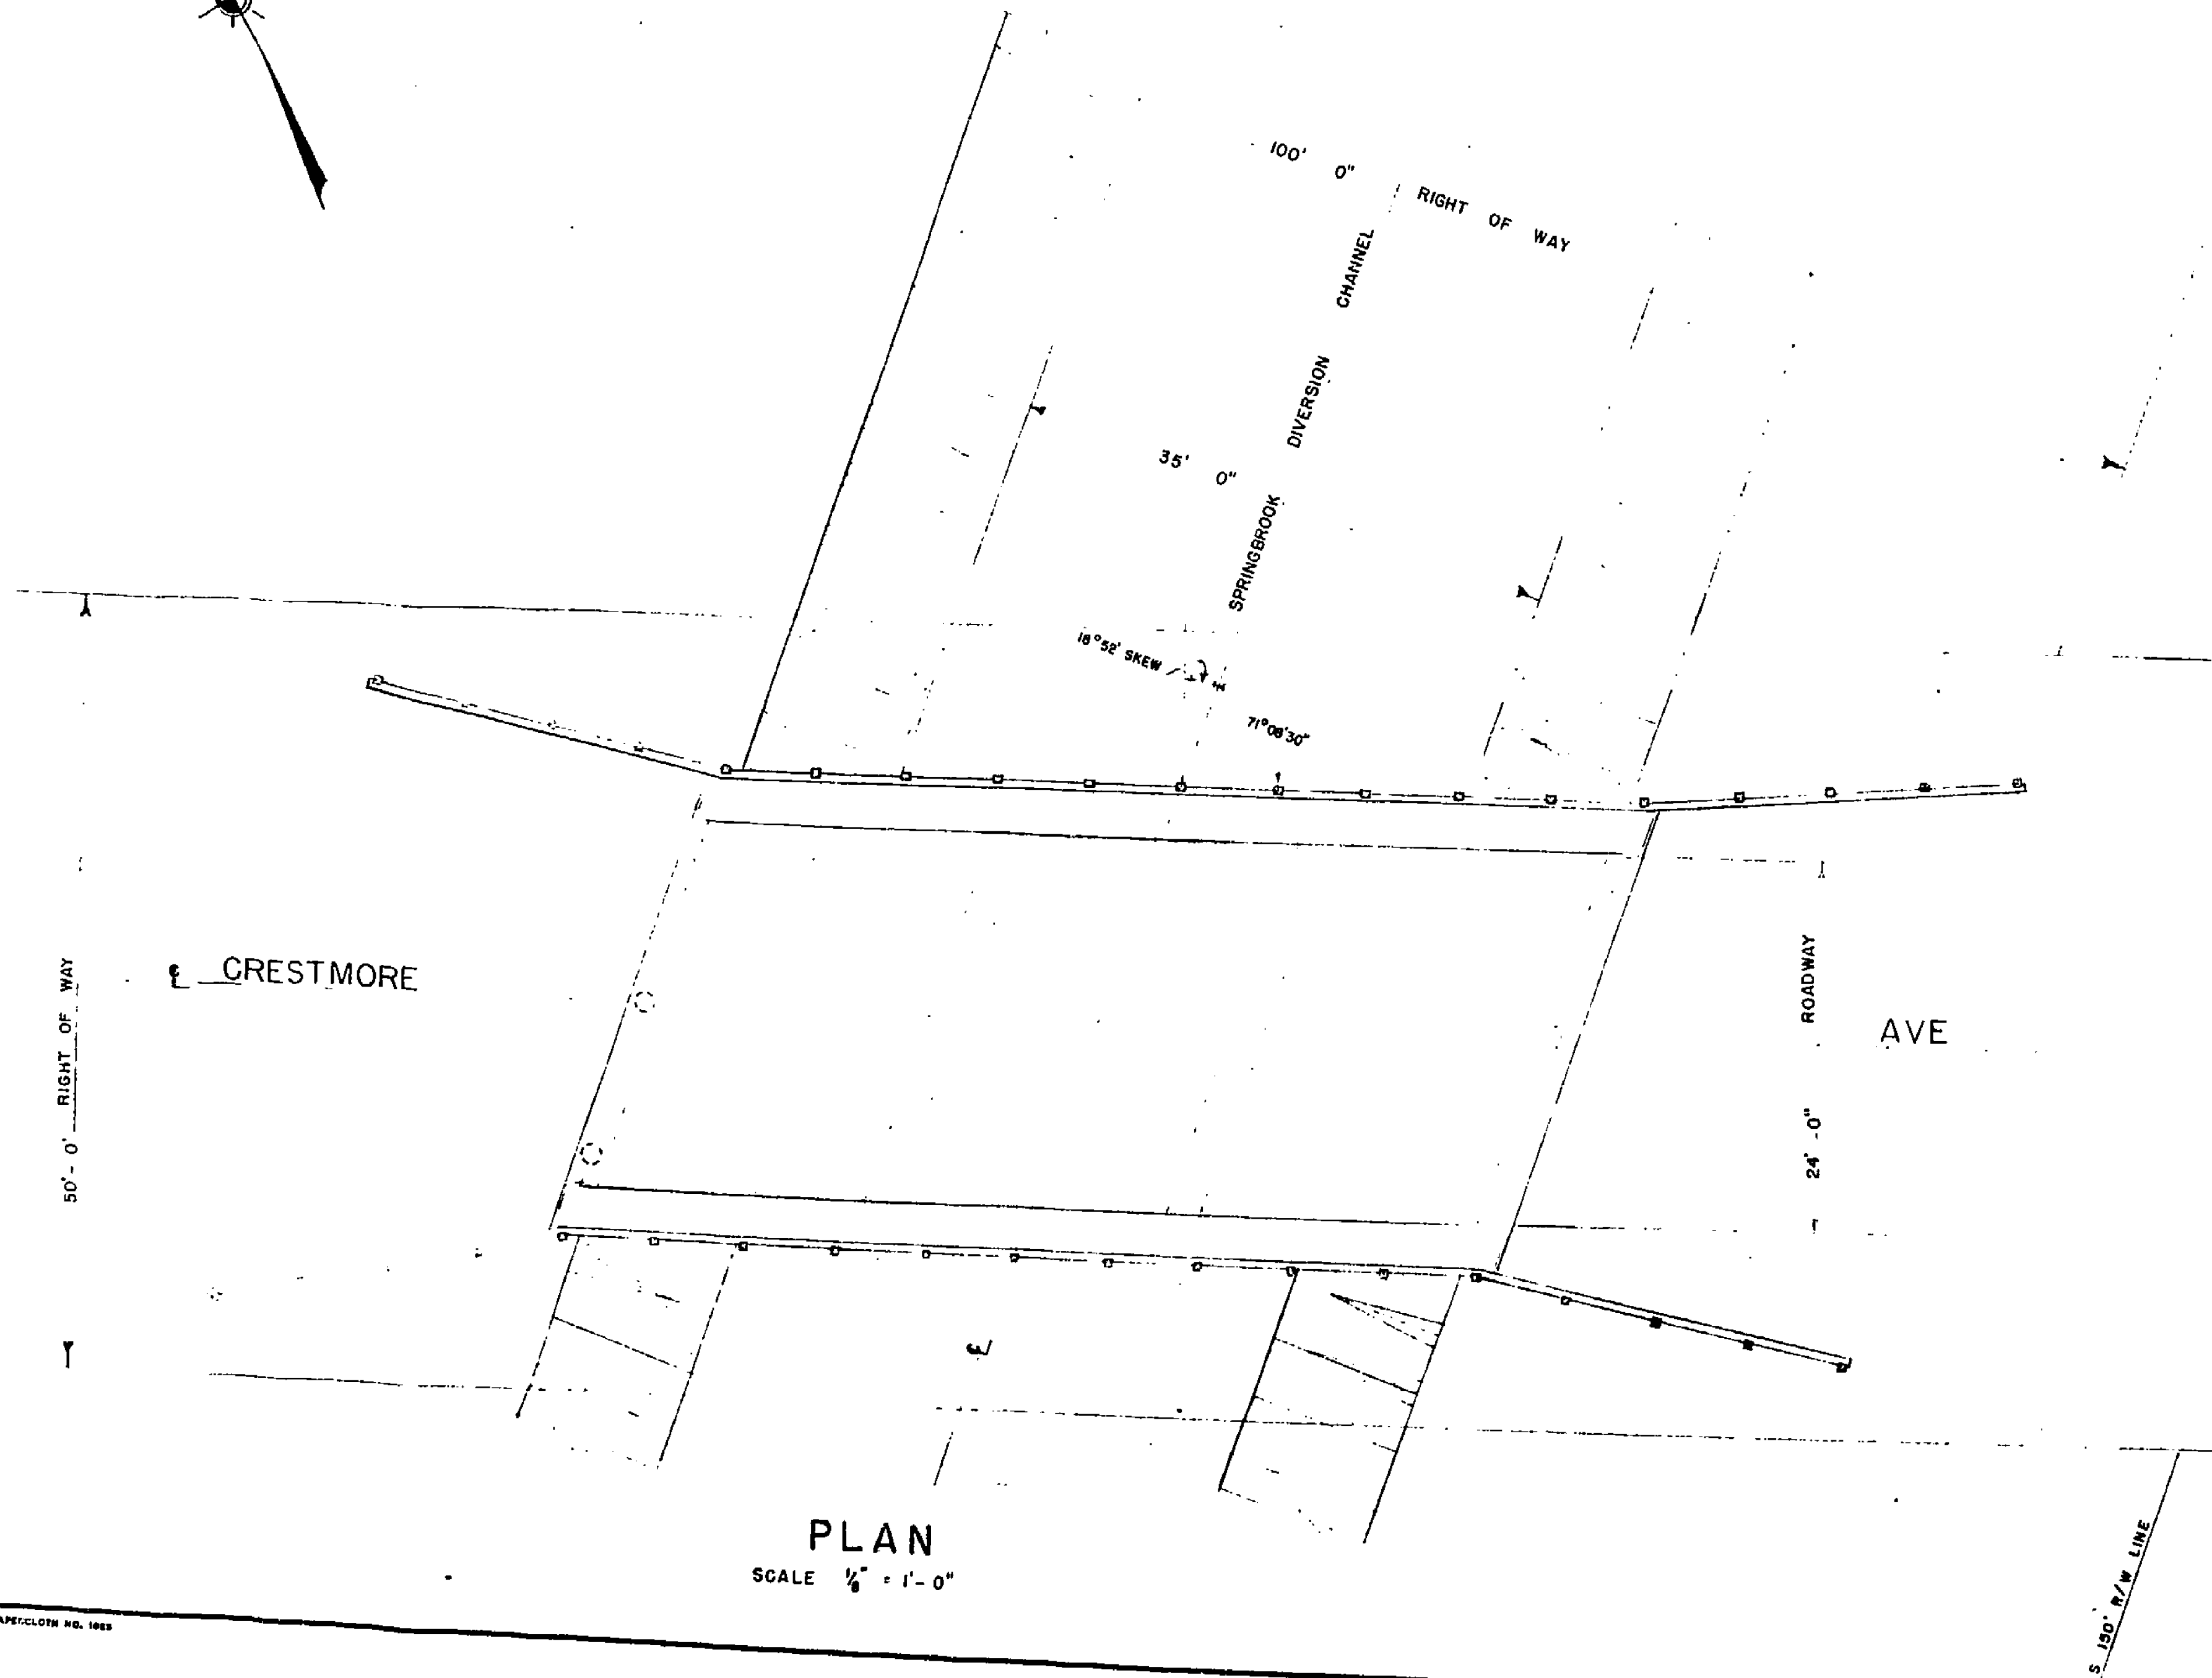 100' 0" RIGHT OF WAY
SPRINGBROOK DIVERSION CHANNEL
35' 0"
18°52' SKEW
71°08'30"
50'-0' RIGHT OF WAY
℄ CRESTMORE AVE
24'-0" ROADWAY
℄
PLAN
SCALE ⅛" = 1'-0"
150' R/W LINE